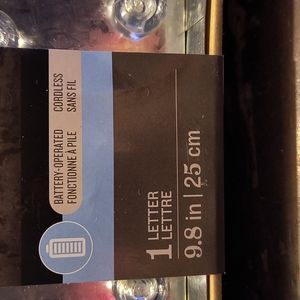 BATTERY-OPERATED
FONCTIONNE À PILE
CORDLESS
SANS FIL
1 LETTER
LETTRE
9.8 in | 25 cm